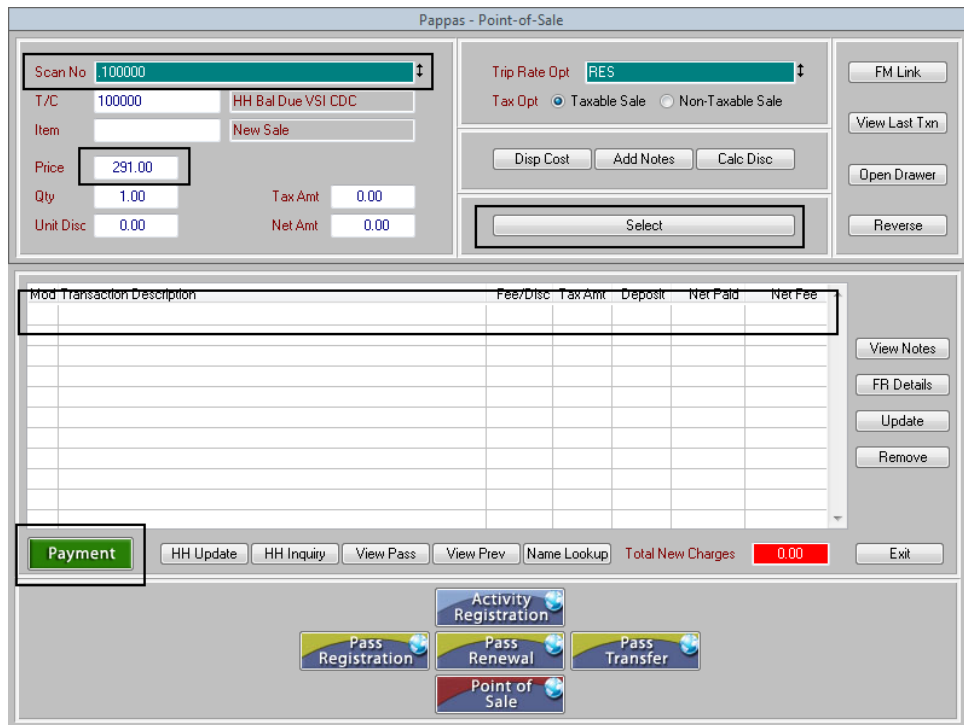 Pappas - Point-of-Sale
Scan No .100000
T/C 100000 HH Bal Due VSI CDC
Item New Sale
Price 291.00
Qty 1.00 Tax Amt 0.00
Unit Disc 0.00 Net Amt 0.00
Trip Rate Opt RES
Tax Opt Taxable Sale Non-Taxable Sale
Disp Cost Add Notes Calc Disc
Select
FM Link
View Last Txn
Open Drawer
Reverse
Mod Transaction Description Fee/Disc Tax Amt Deposit Net Paid Net Fee
View Notes
FR Details
Update
Remove
Payment HH Update HH Inquiry View Pass View Prev Name Lookup Total New Charges 0.00 Exit
Activity
Registration
Pass
Registration
Pass
Renewal
Pass
Transfer
Point of
Sale